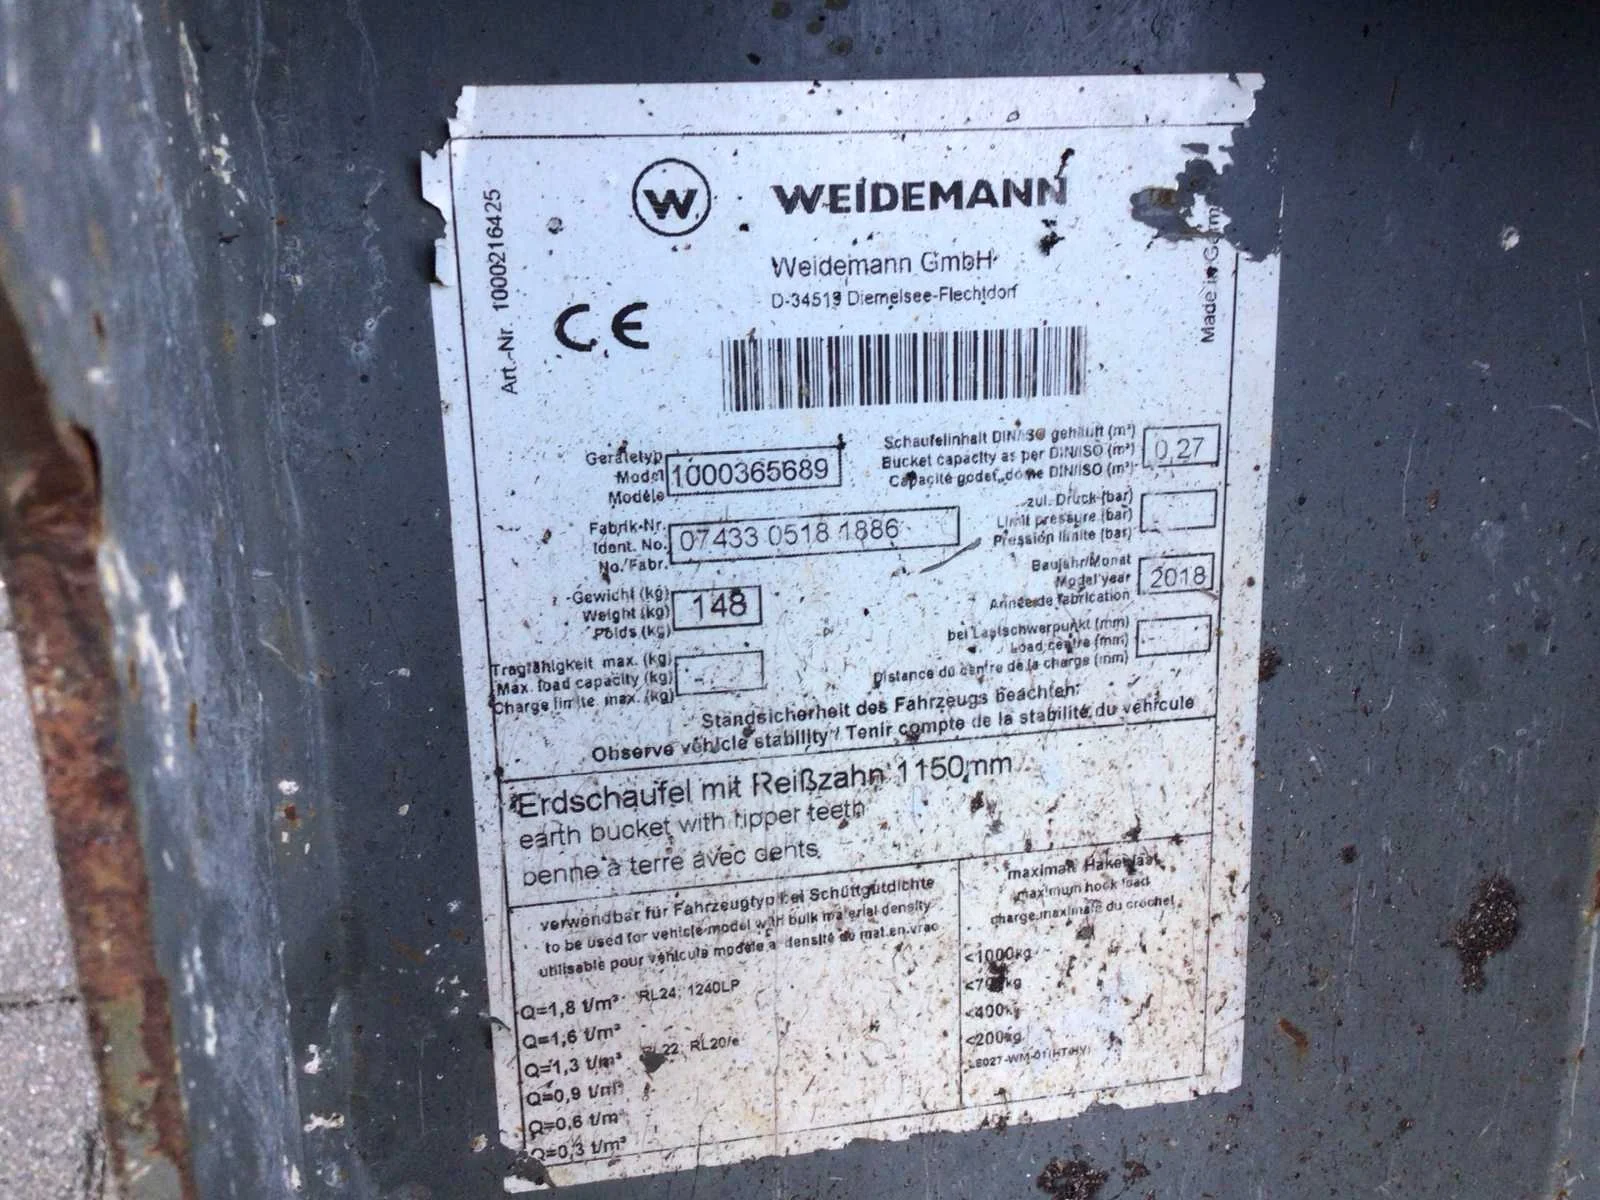 W WEIDEMANN
Weidemann GmbH
D-34519 Diemelsee-Flechtdorf
Art.-Nr. 1000216425
CE
Made in Germ
Gerätetyp
Model
Modèle
1000365689
Schaufelinhalt DIN/ISO gehäuft (m³)
Bucket capacity as per DIN/ISO (m³)
Capacité godet dôme DIN/ISO (m³)
0,27
Fabrik-Nr.
Ident. No.
No./Fabr.
07433 0518 1886
zul. Druck (bar)
Limit pressure (bar)
Pression limite (bar)
-
Gewicht (kg)
Weight (kg)
Poids (kg)
148
Baujahr/Monat
Model year
Année de fabrication
2018
Tragfähigkeit max. (kg)
Max. load capacity (kg)
Charge limite max. (kg)
-
bei Lastschwerpunkt (mm)
Load centre (mm)
Distance du centre de la charge (mm)
-
Standsicherheit des Fahrzeugs beachten:
Observe vehicle stability / Tenir compte de la stabilité du véhicule
Erdschaufel mit Reißzahn 1150mm
earth bucket with ripper teeth
benne à terre avec dents
verwendbar für Fahrzeugtyp bei Schüttgutdichte
to be used for vehicle model with bulk material density
utilisable pour véhicule modèle à densité de mat.en.vrac
Q=1,8 t/m³ RL24; 1240LP
Q=1,6 t/m³
Q=1,3 t/m³ RL22; RL20/e
Q=0,9 t/m³
Q=0,6 t/m³
Q=0,3 t/m³
maximale Hakenlast
maximum hook load
charge maximale du crochet
<1000kg
<400kg
<200kg